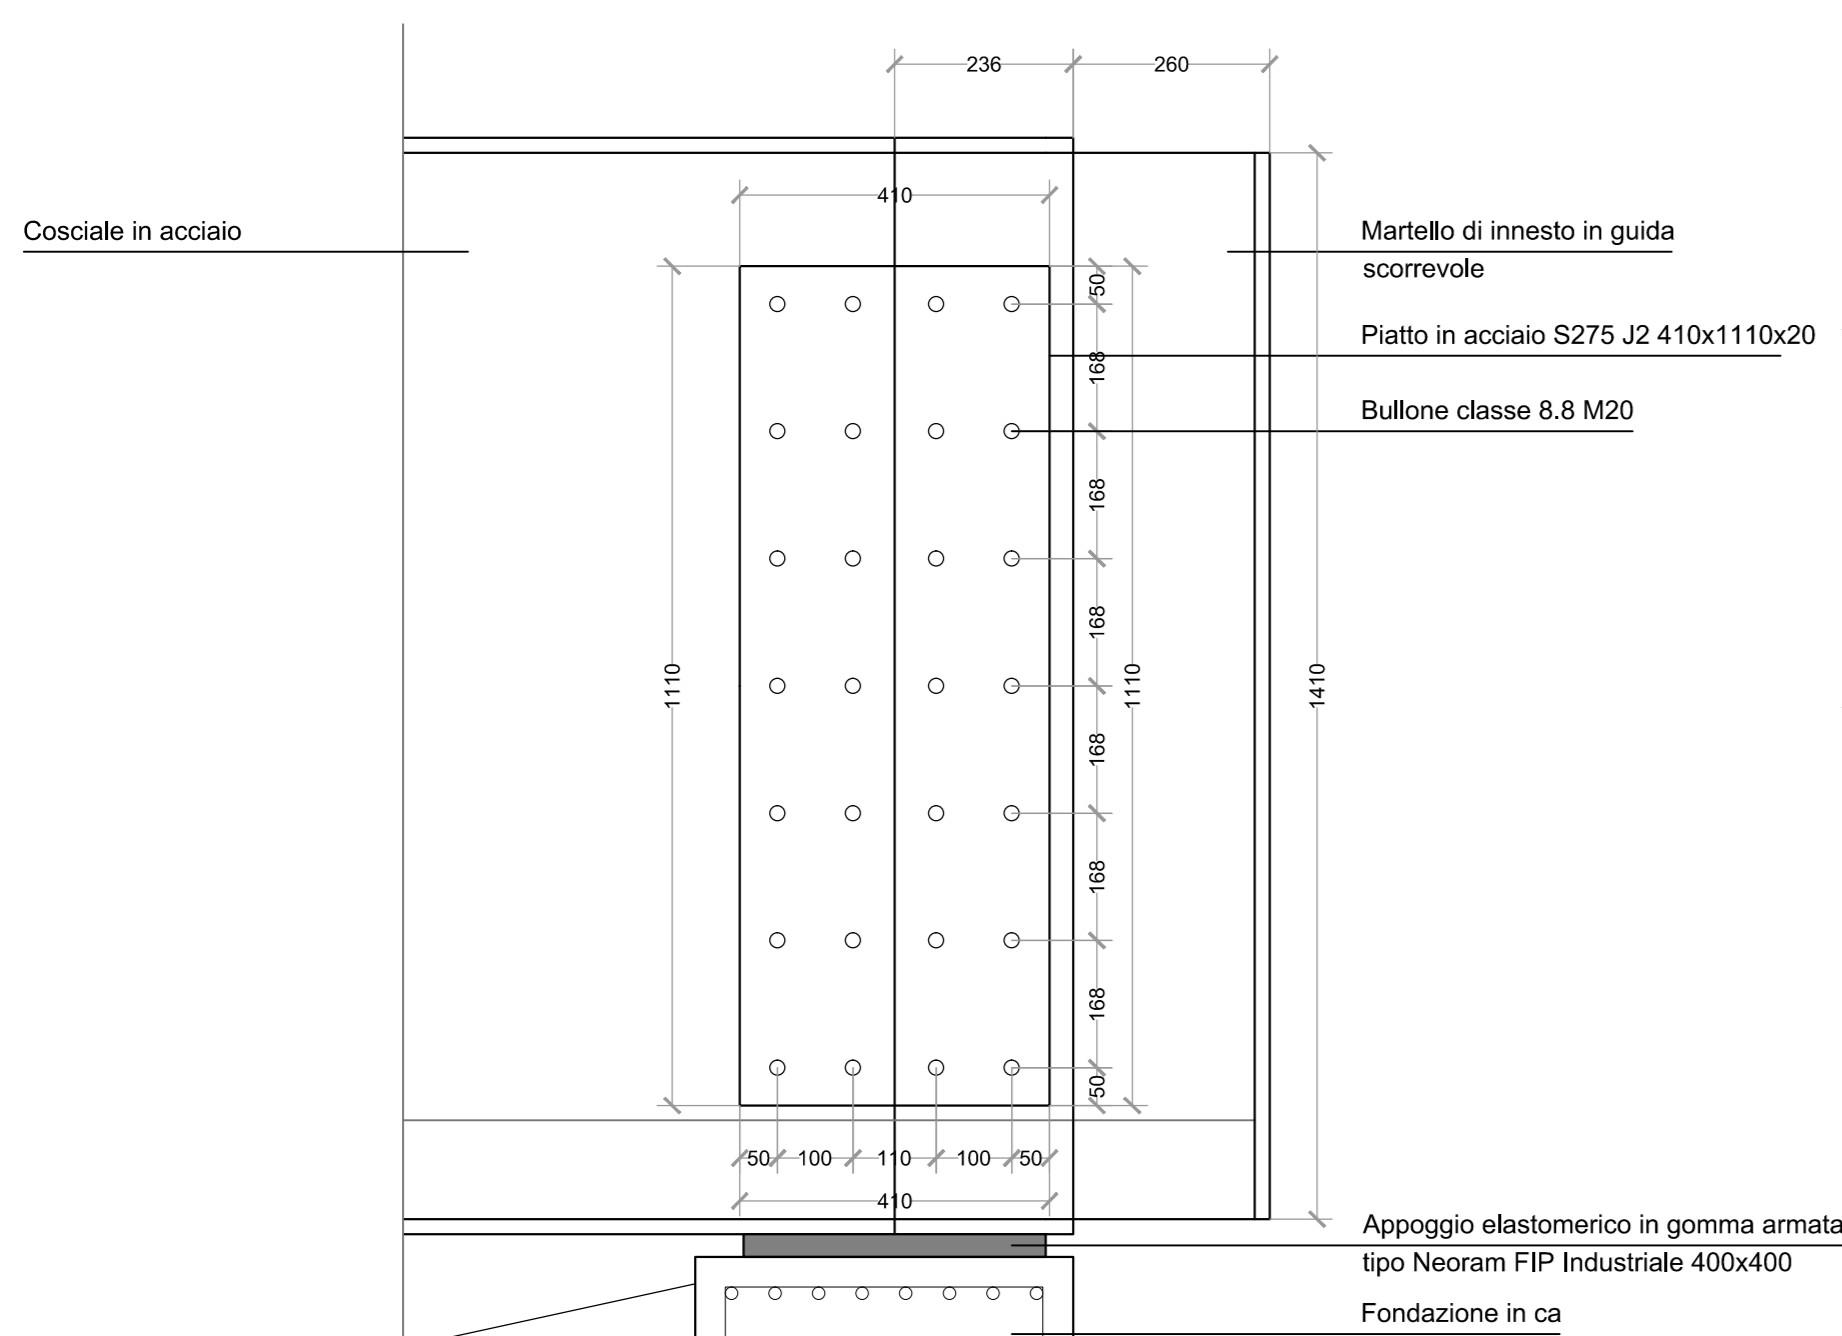 236
260
410
Cosciale in acciaio
Martello di innesto in guida
scorrevole
50
Piatto in acciaio S275 J2 410x1110x20
168
Bullone classe 8.8 M20
168
168
1110
1110
1410
168
168
168
50
50
100
110
100
50
410
Appoggio elastomerico in gomma armata
tipo Neoram FIP Industriale 400x400
Fondazione in ca